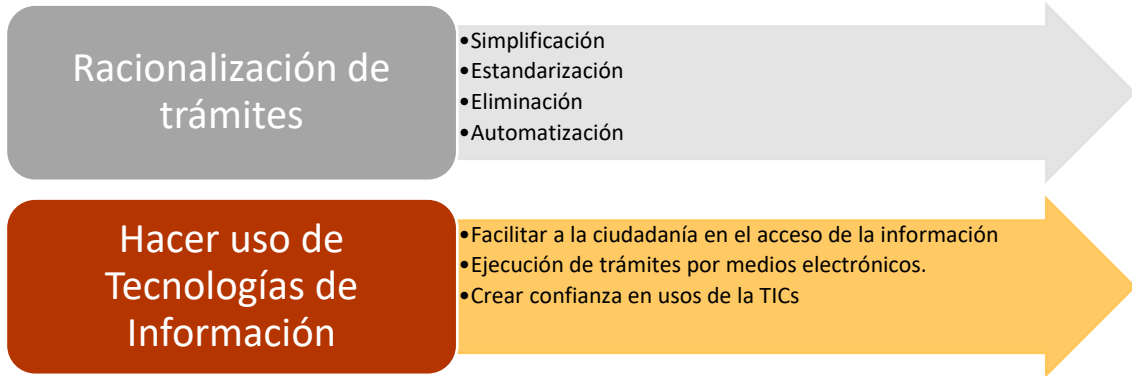 Racionalización de
trámites
•Simplificación
•Estandarización
•Eliminación
•Automatización
Hacer uso de
Tecnologías de
Información
•Facilitar a la ciudadanía en el acceso de la información
•Ejecución de trámites por medios electrónicos.
•Crear confianza en usos de la TICs